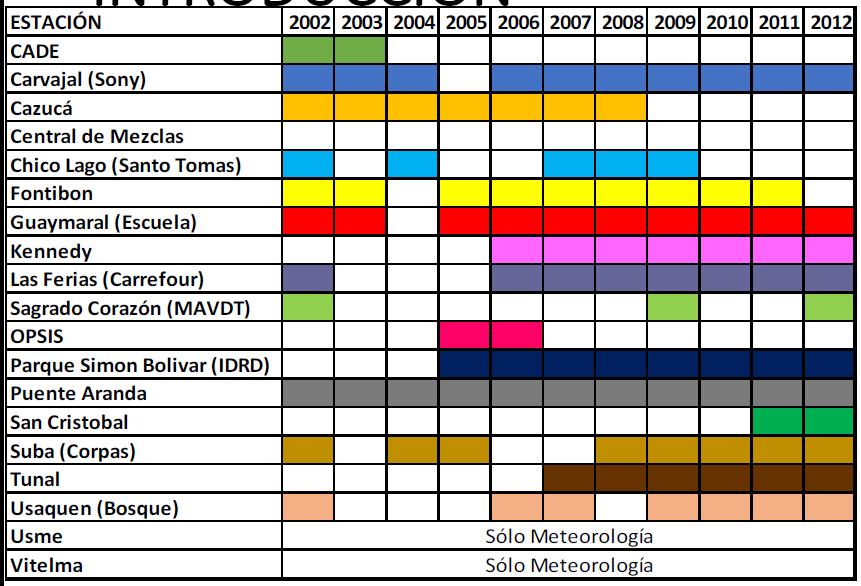 INTRODUCCIÓN
ESTACIÓN 2002 2003 2004 2005 2006 2007 2008 2009 2010 2011 2012
CADE
Carvajal (Sony)
Cazucá
Central de Mezclas
Chico Lago (Santo Tomas)
Fontibon
Guaymaral (Escuela)
Kennedy
Las Ferias (Carrefour)
Sagrado Corazón (MAVDT)
OPSIS
Parque Simon Bolivar (IDRD)
Puente Aranda
San Cristobal
Suba (Corpas)
Tunal
Usaquen (Bosque)
Usme Sólo Meteorología
Vitelma Sólo Meteorología